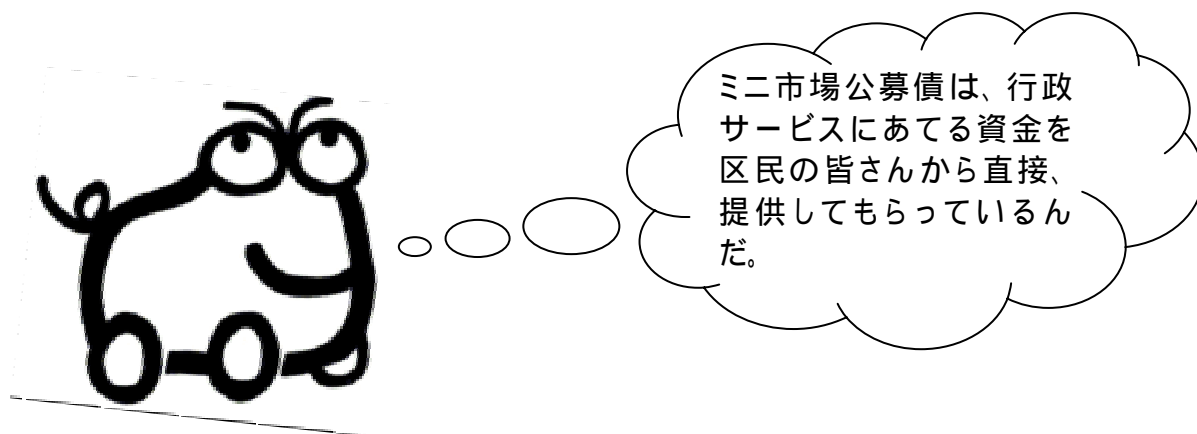 ミニ市場公募債は、行政
サービスにあてる資金を
区民の皆さんから直接、
提供してもらっているん
だ。